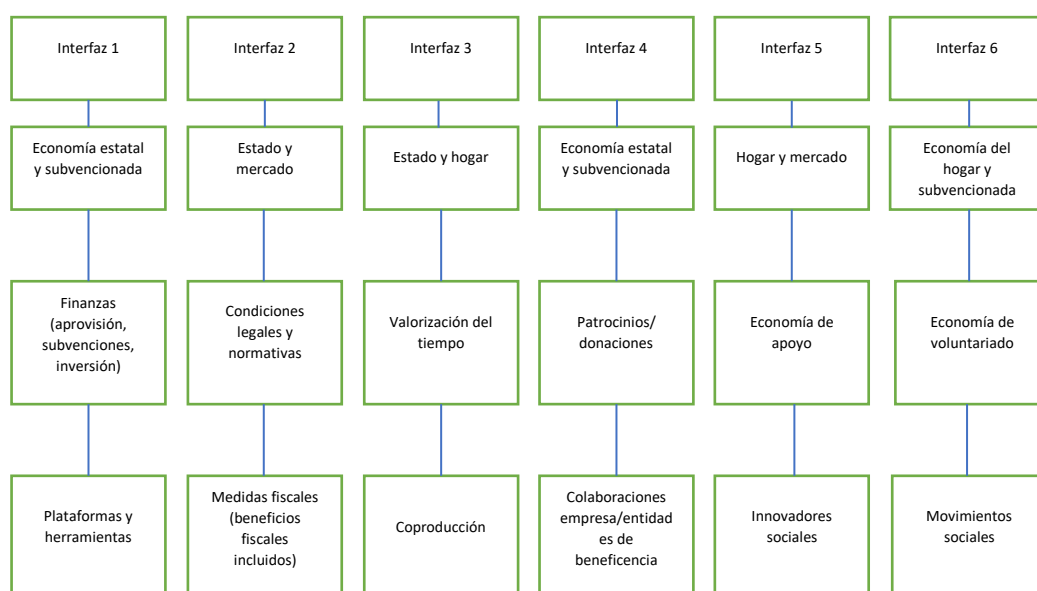 Interfaz 1
Interfaz 2
Interfaz 3
Interfaz 4
Interfaz 5
Interfaz 6
Economía estatal
y subvencionada
Estado y
mercado
Estado y hogar
Economía estatal
y subvencionada
Hogar y mercado
Economía del
hogar y
subvencionada
Finanzas
(aprovisión,
subvenciones,
inversión)
Condiciones
legales y
normativas
Valorización del
tiempo
Patrocinios/
donaciones
Economía de
apoyo
Economía de
voluntariado
Plataformas y
herramientas
Medidas fiscales
(beneficios
fiscales
incluidos)
Coproducción
Colaboraciones
empresa/entidad
es de
beneficencia
Innovadores
sociales
Movimientos
sociales